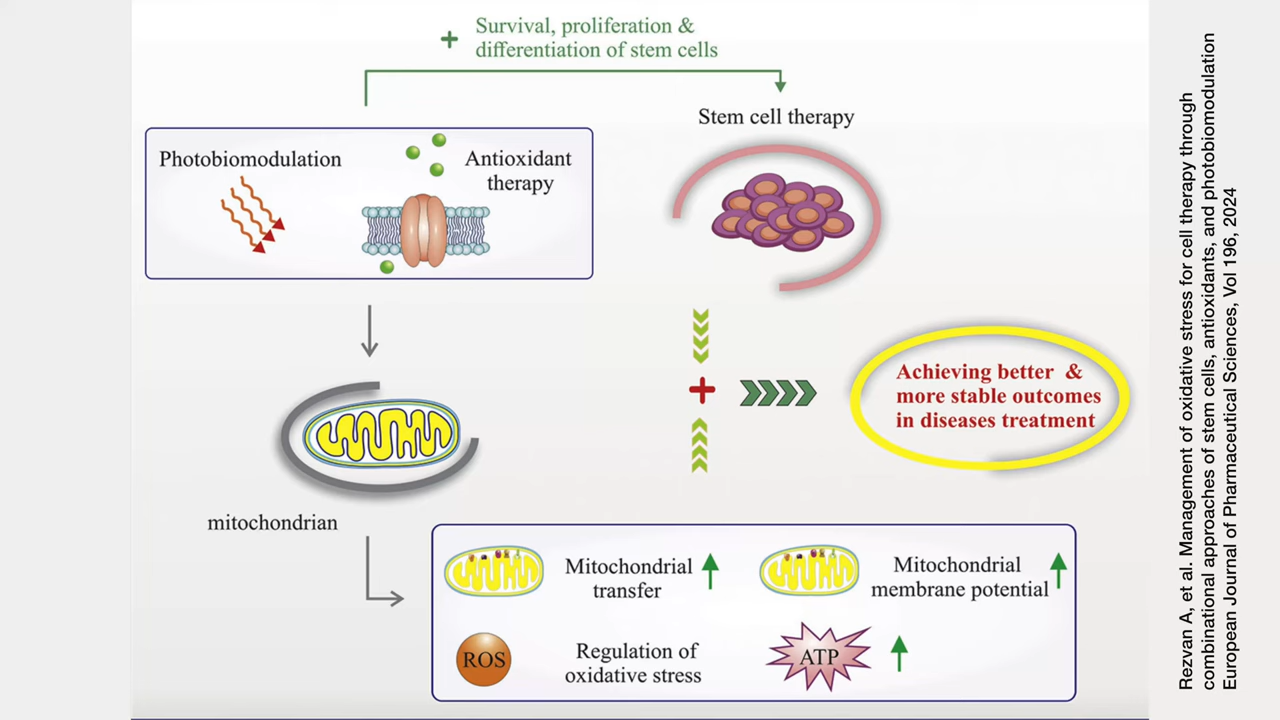 + Survival, proliferation &
differentiation of stem cells
Stem cell therapy
Photobiomodulation
Antioxidant
therapy
+
Achieving better &
more stable outcomes
in diseases treatment
mitochondrian
Mitochondrial
transfer
Mitochondrial
membrane potential
ROS
Regulation of
oxidative stress
ATP
Rezvan A, et al. Management of oxidative stress for cell therapy through
combinational approaches of stem cells, antioxidants, and photobiomodulation
European Journal of Pharmaceutical Sciences, Vol 196, 2024